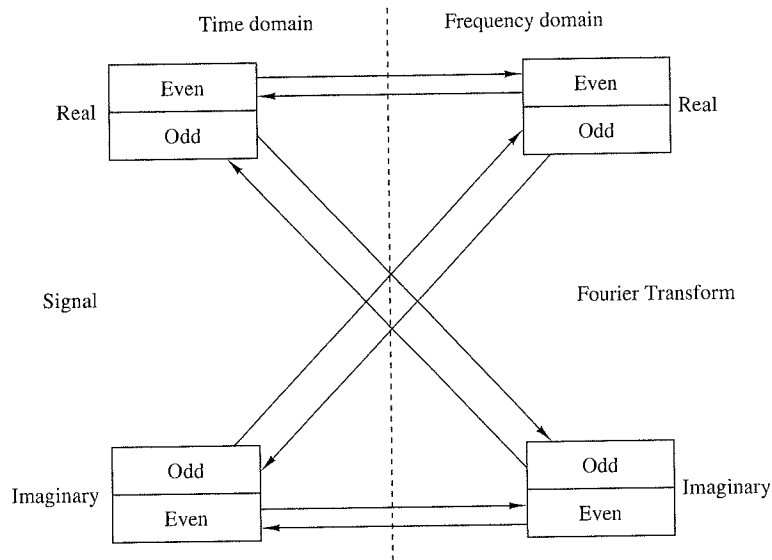 Time domain
Frequency domain
Even
Even
Real
Real
Odd
Odd
Signal
Fourier Transform
Odd
Odd
Imaginary
Imaginary
Even
Even